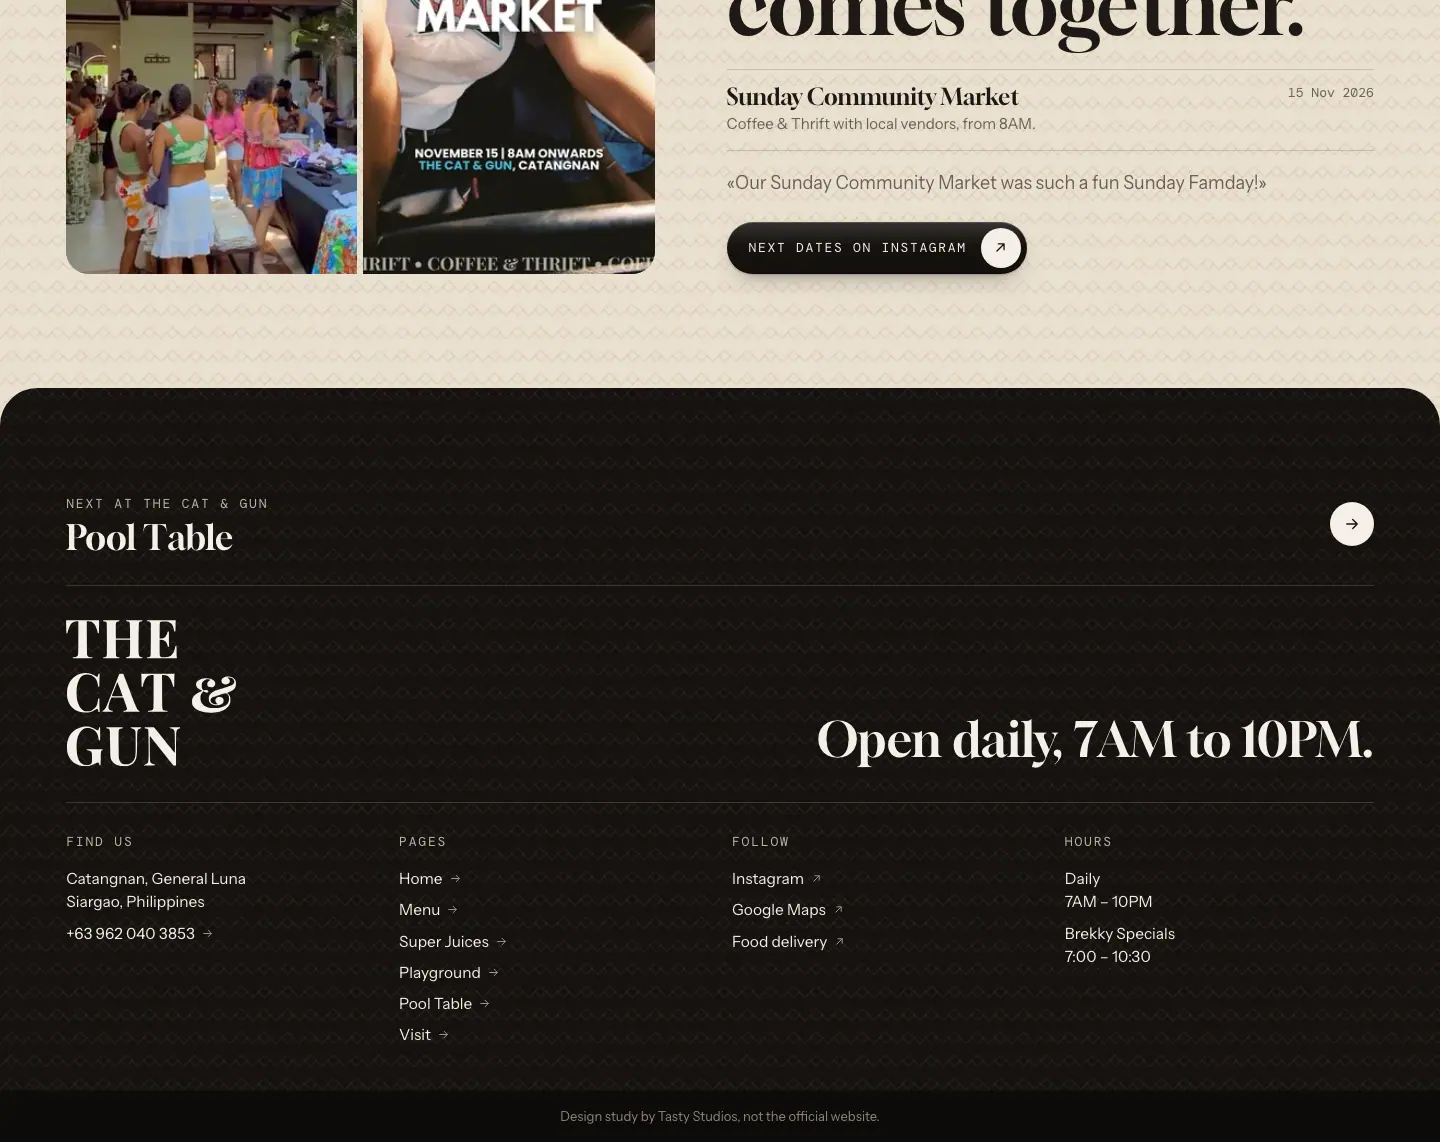 MARKET
NOVEMBER 15 | 8AM ONWARDS
THE CAT & GUN, CATANGNAN
COFFEE & THRIFT
comes together.
Sunday Community Market
15 Nov 2026
Coffee & Thrift with local vendors, from 8AM.
«Our Sunday Community Market was such a fun Sunday Famday!»
NEXT DATES ON INSTAGRAM
NEXT AT THE CAT & GUN
Pool Table
THE
CAT &
GUN
Open daily, 7AM to 10PM.
FIND US
Catangnan, General Luna
Siargao, Philippines
+63 962 040 3853 →
PAGES
Home →
Menu →
Super Juices →
Playground →
Pool Table →
Visit →
FOLLOW
Instagram ↗
Google Maps ↗
Food delivery ↗
HOURS
Daily
7AM – 10PM
Brekky Specials
7:00 – 10:30
Design study by Tasty Studios, not the official website.